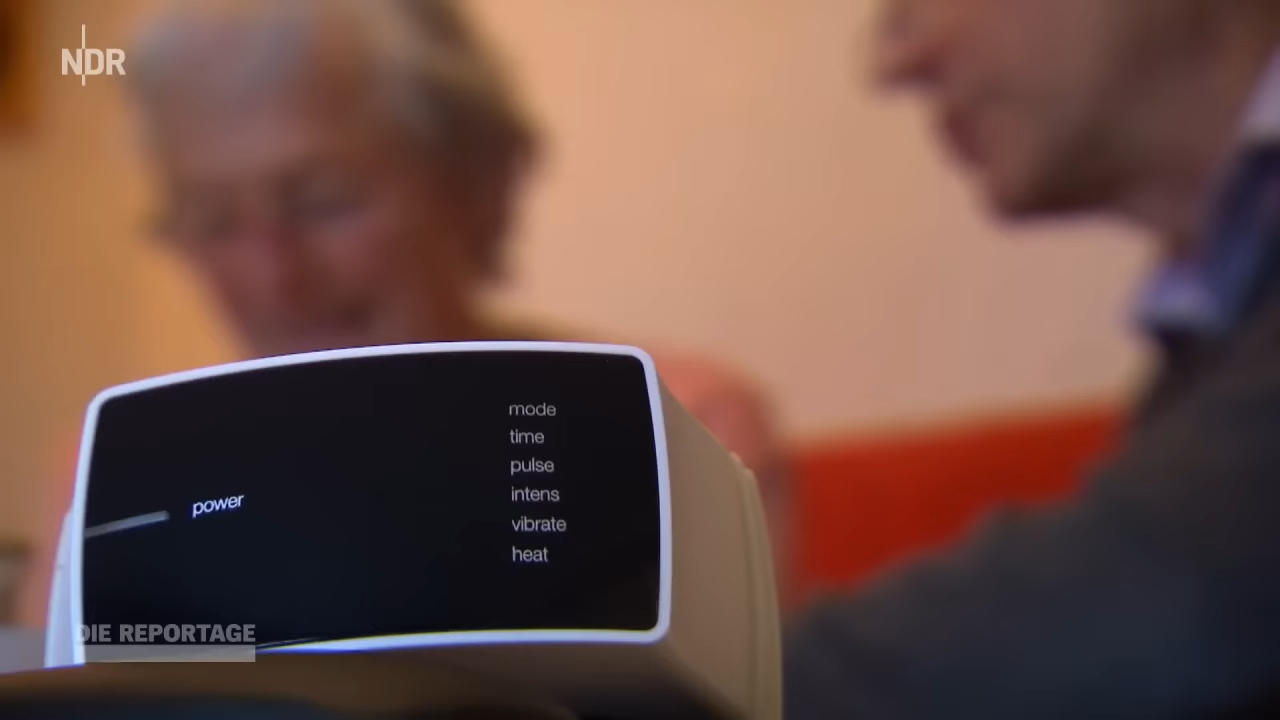 NDR
power
mode
time
pulse
intens
vibrate
heat
DIE REPORTAGE